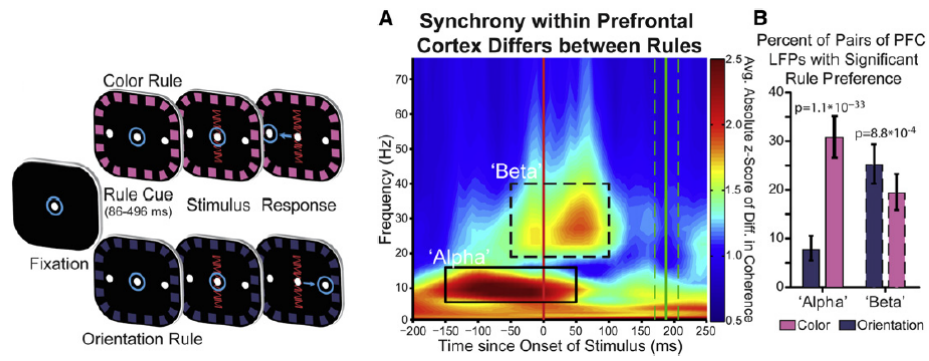 Color Rule
Rule Cue
(86-496 ms)
Stimulus
Response
Fixation
Orientation Rule
A
Synchrony within Prefrontal
Cortex Differs between Rules
Frequency (Hz)
70
60
50
40
30
20
10
0
'Beta'
'Alpha'
-200 -150 -100 -50 0 50 100 150 200 250
Time since Onset of Stimulus (ms)
2.5
2.0
1.5
1.0
0.5
Avg. Absolute z-Score of Diff. in Coherence
B
Percent of Pairs of PFC
LFPs with Significant
Rule Preference
40
30
20
10
0
p=1.1*10⁻³³
p=8.8*10⁻⁴
'Alpha' 'Beta'
Color Orientation